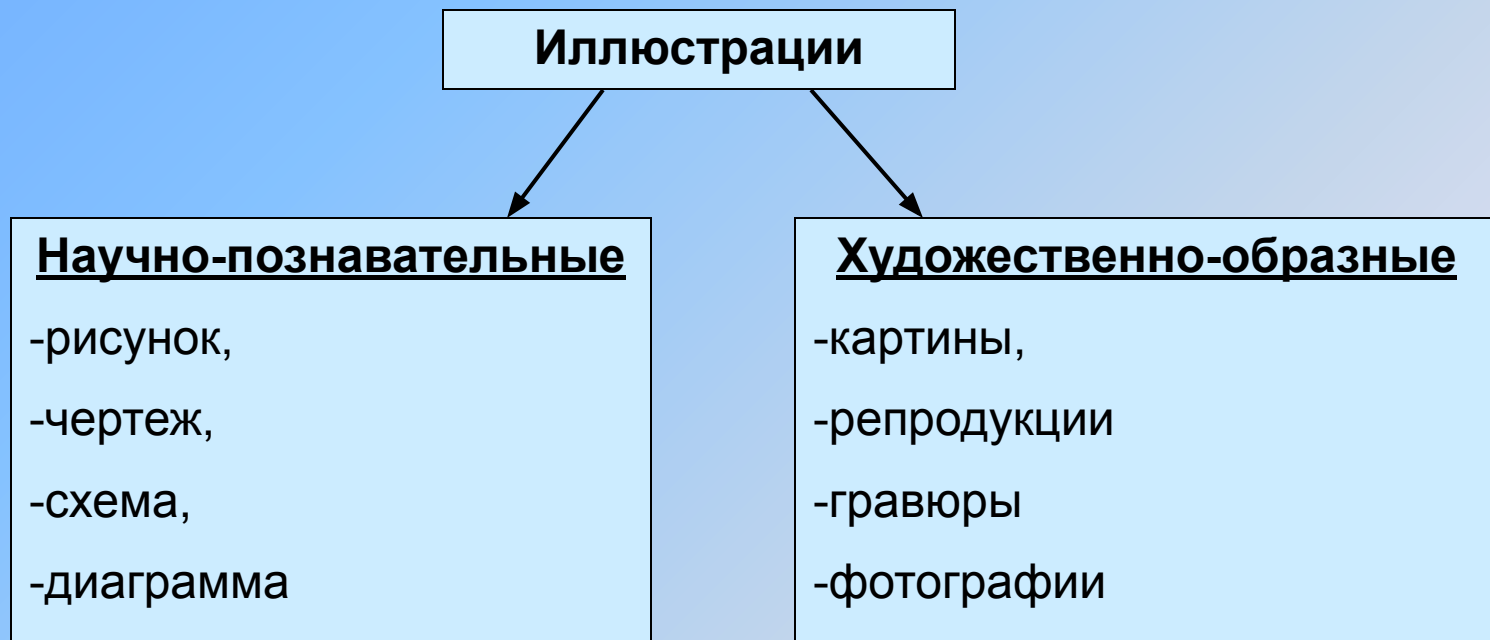 Иллюстрации
Научно-познавательные
-рисунок,
-чертеж,
-схема,
-диаграмма
Художественно-образные
-картины,
-репродукции
-гравюры
-фотографии